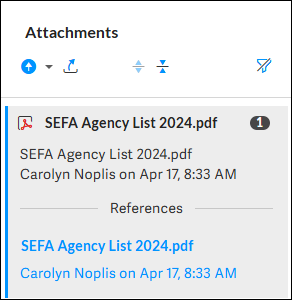 Attachments
SEFA Agency List 2024.pdf 1
SEFA Agency List 2024.pdf
Carolyn Noplis on Apr 17, 8:33 AM
References
SEFA Agency List 2024.pdf
Carolyn Noplis on Apr 17, 8:33 AM